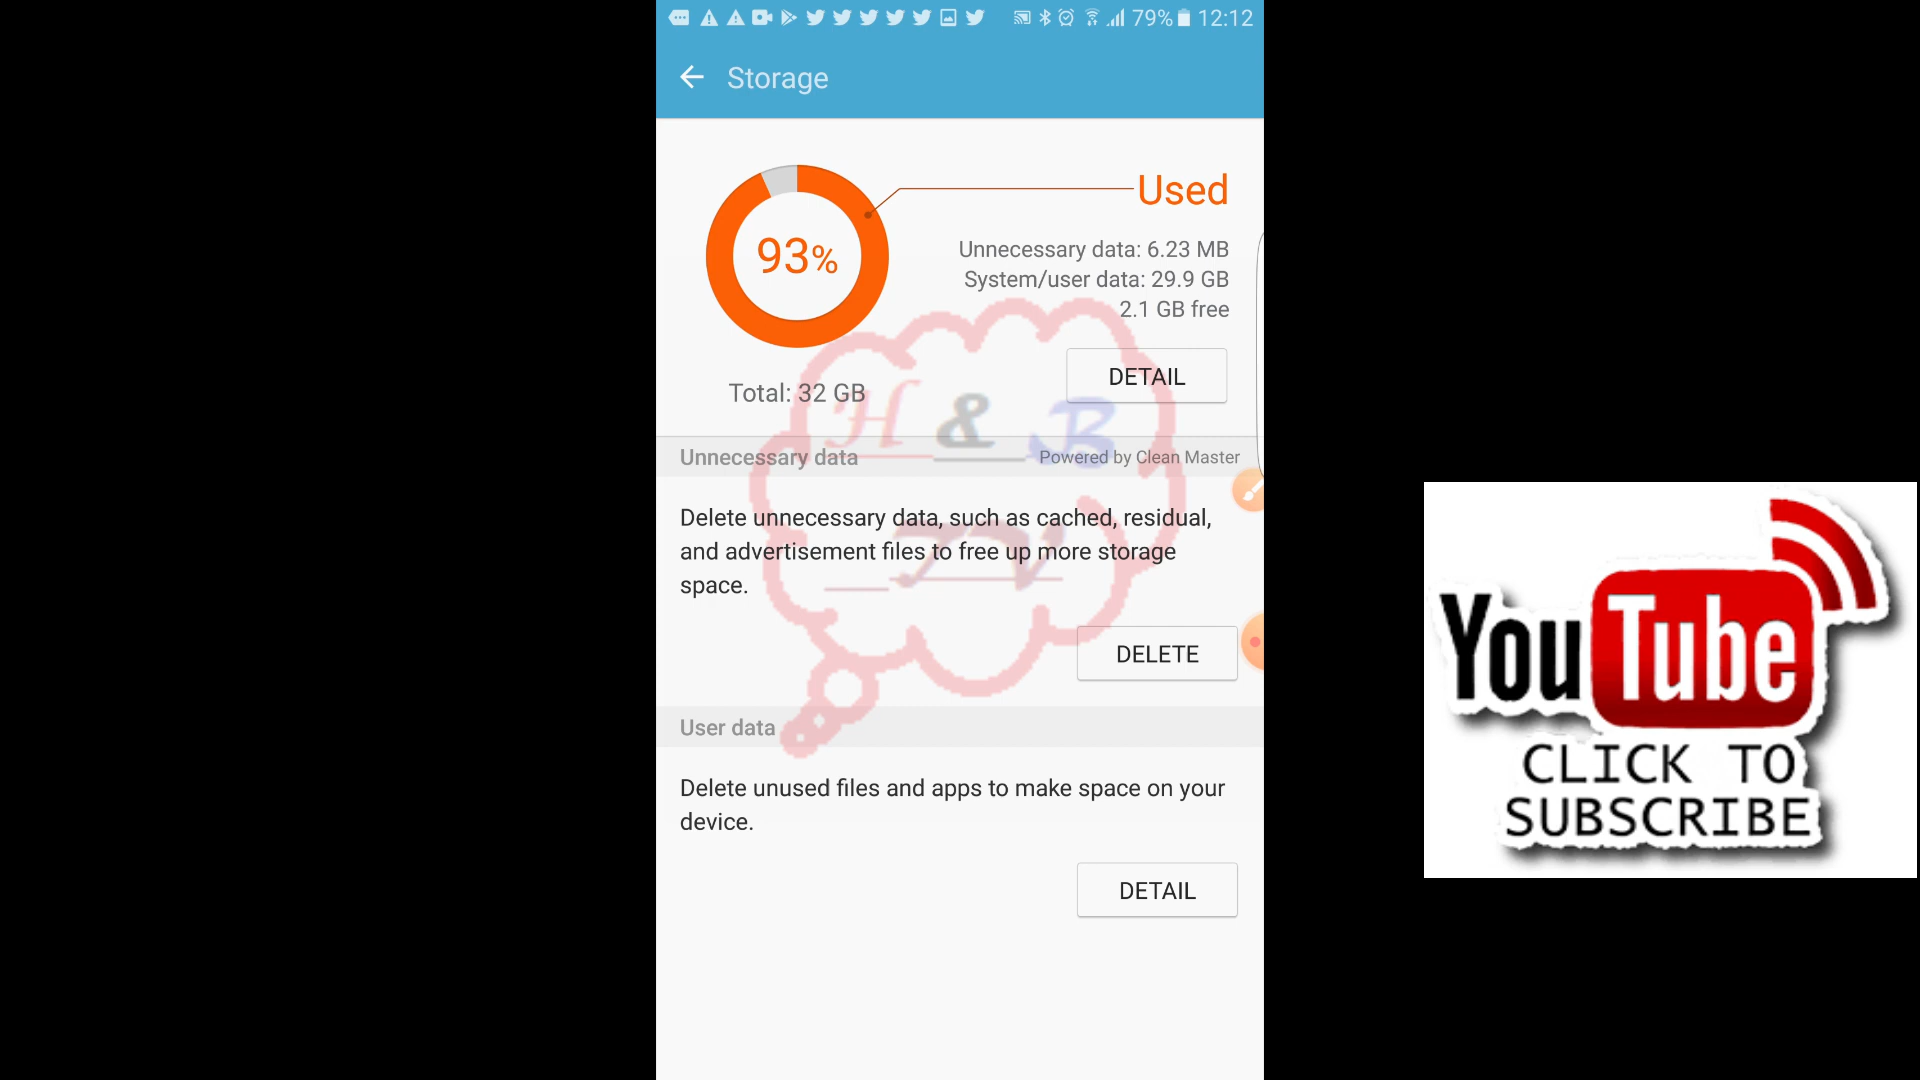 79% 12:12
Storage
Used
93%
Unnecessary data: 6.23 MB
System/user data: 29.9 GB
2.1 GB free
DETAIL
Total: 32 GB
H & B
TV
Unnecessary data
Powered by Clean Master
Delete unnecessary data, such as cached, residual,
and advertisement files to free up more storage
space.
DELETE
User data
Delete unused files and apps to make space on your
device.
DETAIL
YouTube
CLICK TO
SUBSCRIBE